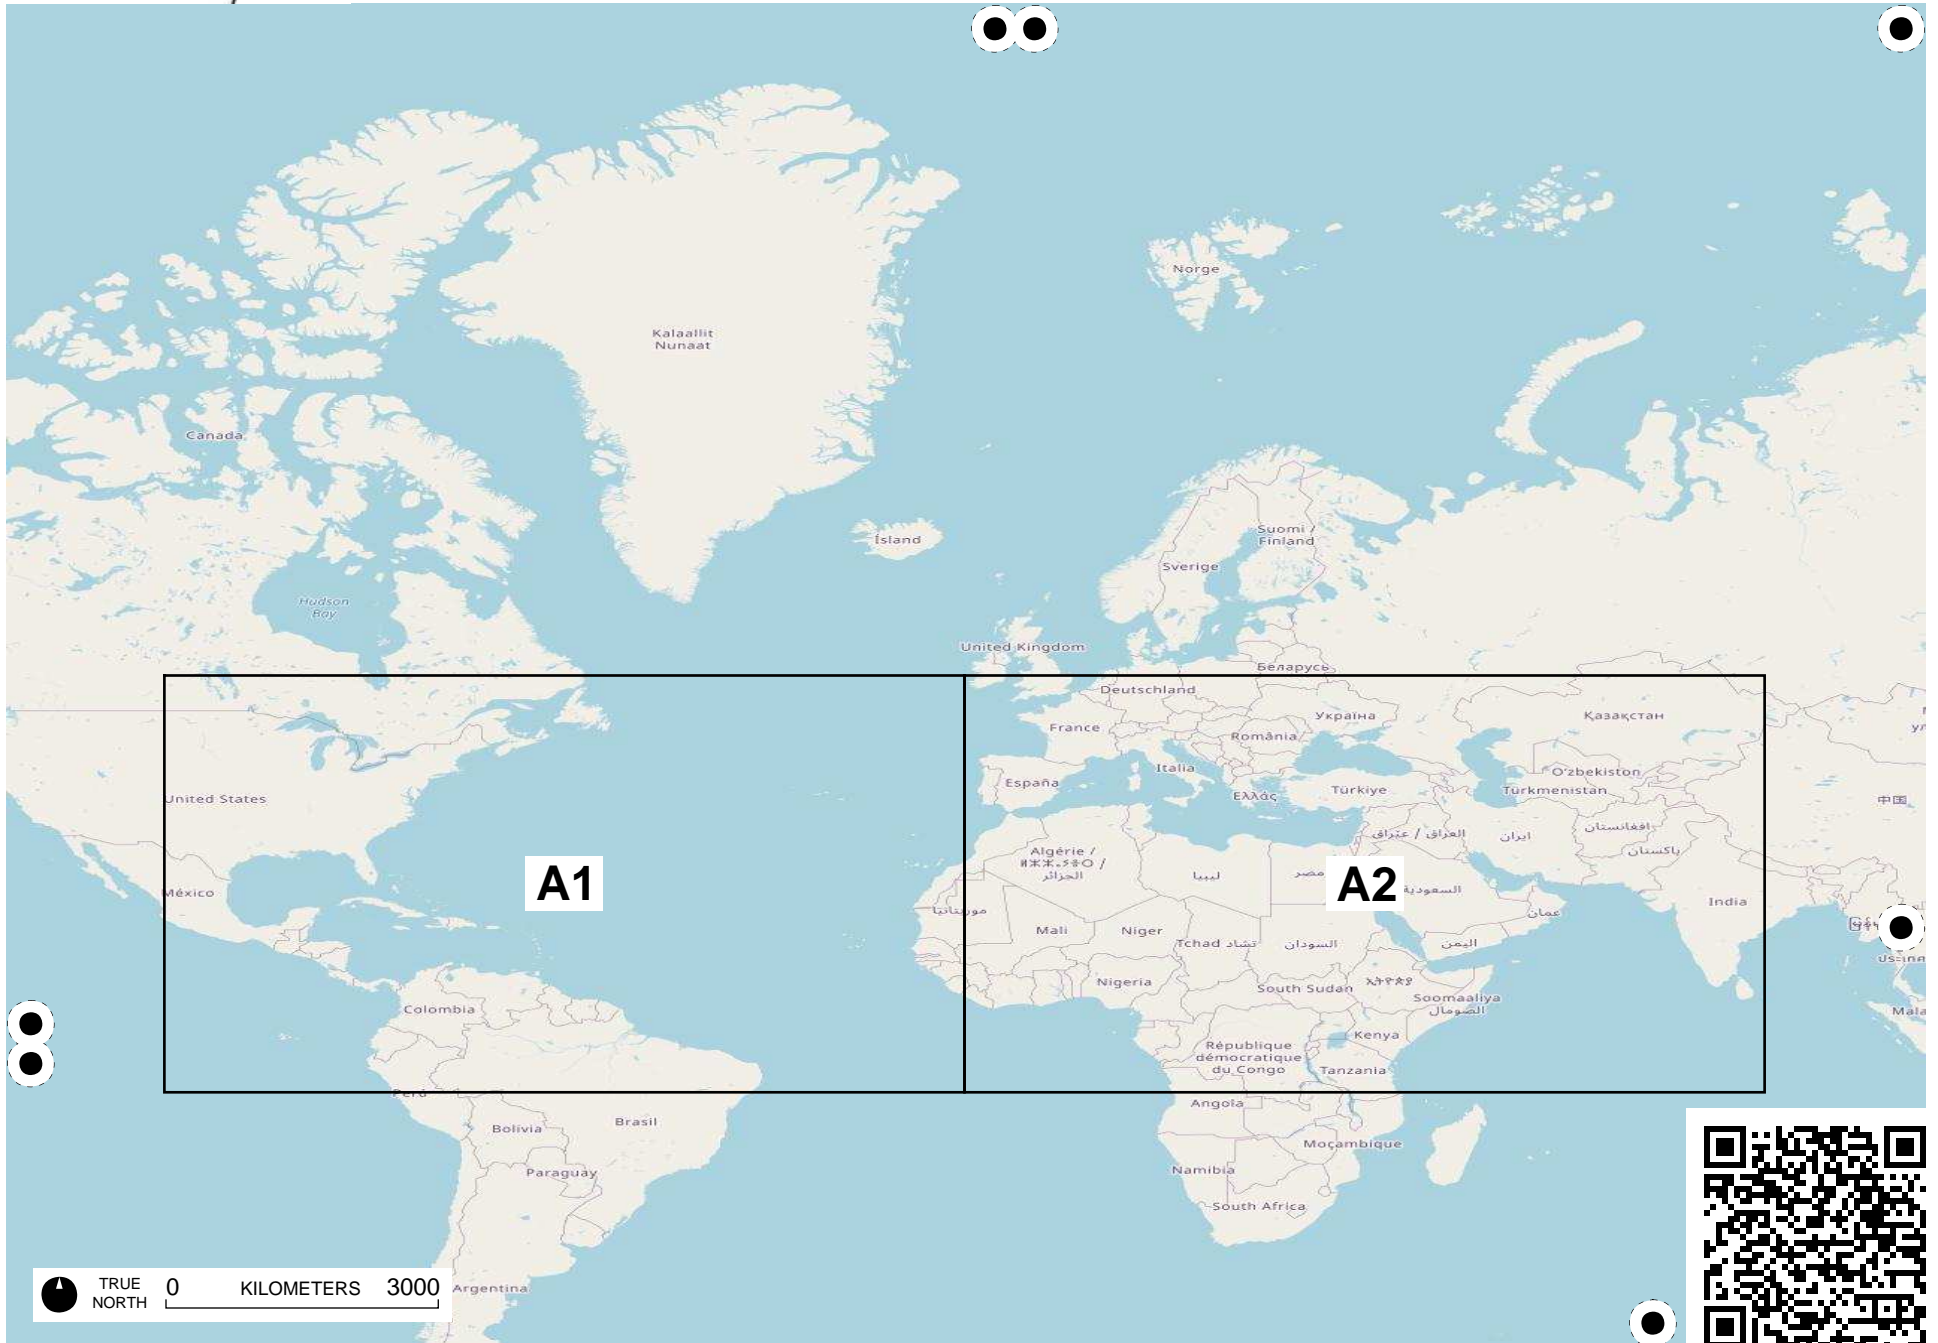 Norge
Kalaallit
Nunaat
Canada
Suomi /
Finland
Ísland
Sverige
Hudson
Bay
United Kingdom
Беларусь
Deutschland
Україна
Қазақстан
France
România
Italia
O'zbekiston
España
Ελλάς
Türkiye
Türkmenistan
United States
中国
العراق / عێراق
ایران
افغانستان
پاکستان
Algérie /
الجزائر
ليبيا
مصر
A1
A2
السعودية
México
India
موريتانيا
عمان
Mali
Niger
Tchad تشاد
السودان
اليمن
Nigeria
South Sudan
ኢትዮጵያ
Soomaaliya
الصومال
Colombia
Mala
Kenya
République
démocratique
du Congo
Tanzania
Perú
Angola
Brasil
Bolivia
Moçambique
Paraguay
Namibia
South Africa
TRUE
NORTH
0 KILOMETERS 3000
Argentina